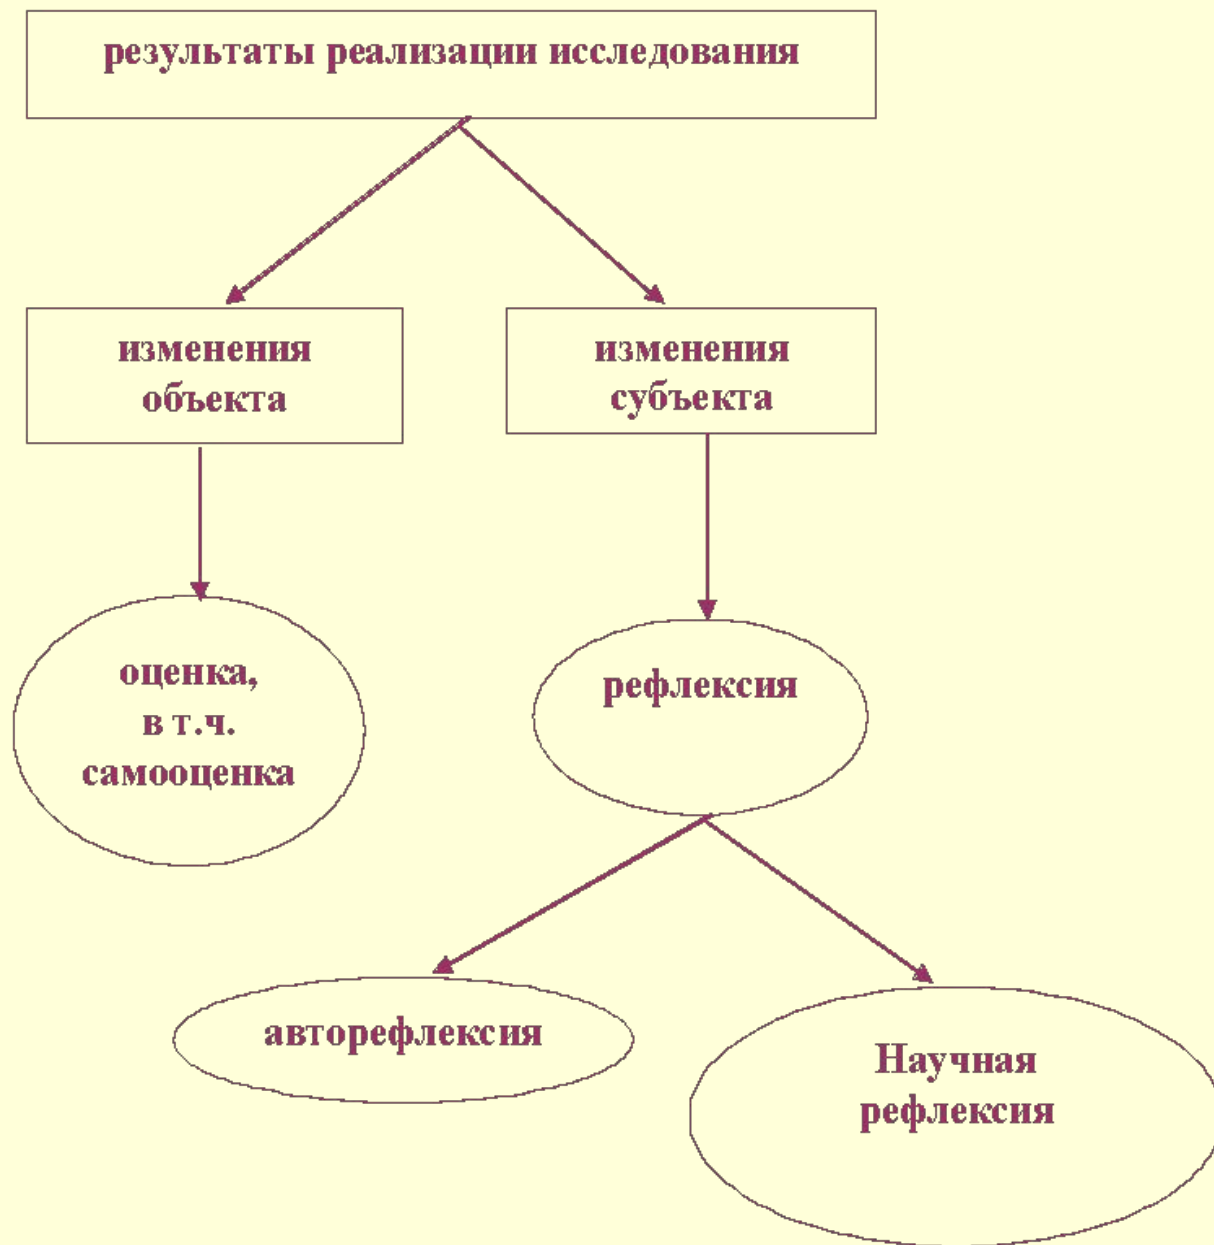 результаты реализации исследования
изменения
объекта
изменения
субъекта
оценка,
в т.ч.
самооценка
рефлексия
авторефлексия
Научная
рефлексия